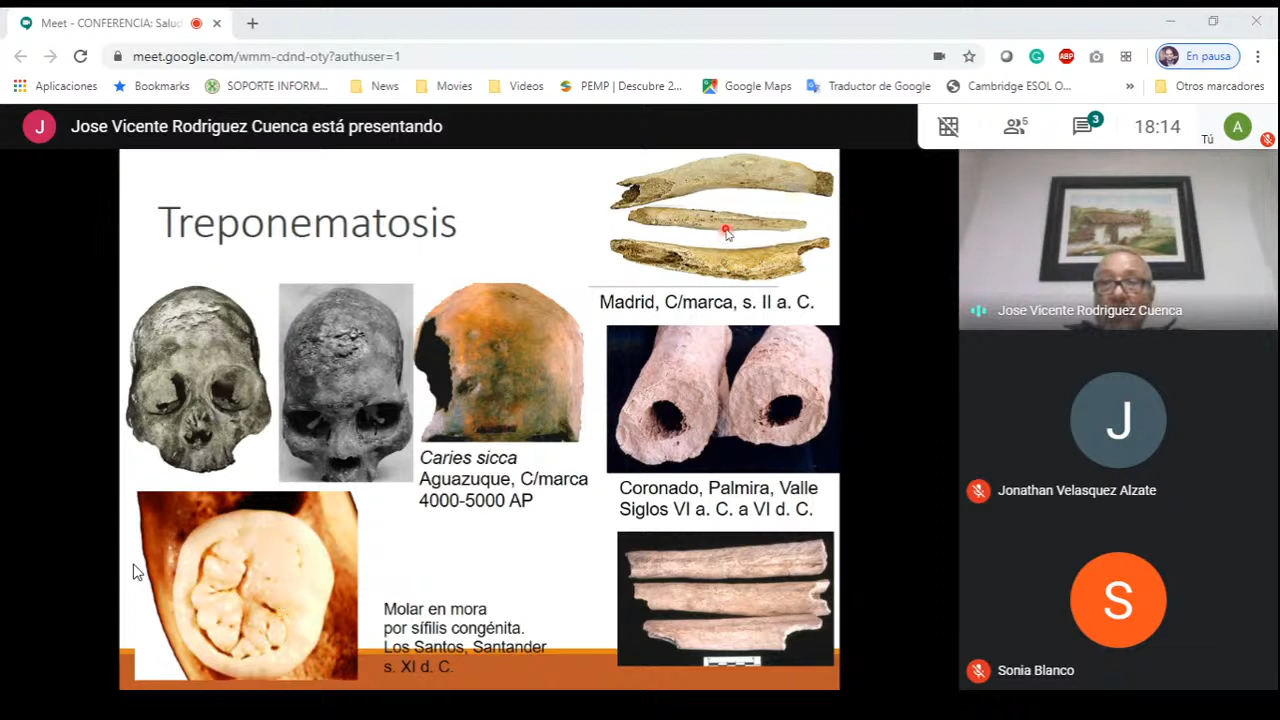 Meet - CONFERENCIA: Salud
meet.google.com/wmm-cdnd-oty?authuser=1
En pausa
Aplicaciones
Bookmarks
SOPORTE INFORM...
News
Movies
Videos
PEMP | Descubre 2...
Google Maps
Traductor de Google
Cambridge ESOL O...
»
Otros marcadores
J
Jose Vicente Rodriguez Cuenca está presentando
5
3
18:14
Tú
A
Treponematosis
Madrid, C/marca, s. II a. C.
Caries sicca
Aguazuque, C/marca
4000-5000 AP
Coronado, Palmira, Valle
Siglos VI a. C. a VI d. C.
Molar en mora
por sífilis congénita.
Los Santos, Santander
s. XI d. C.
Jose Vicente Rodriguez Cuenca
J
Jonathan Velasquez Alzate
S
Sonia Blanco